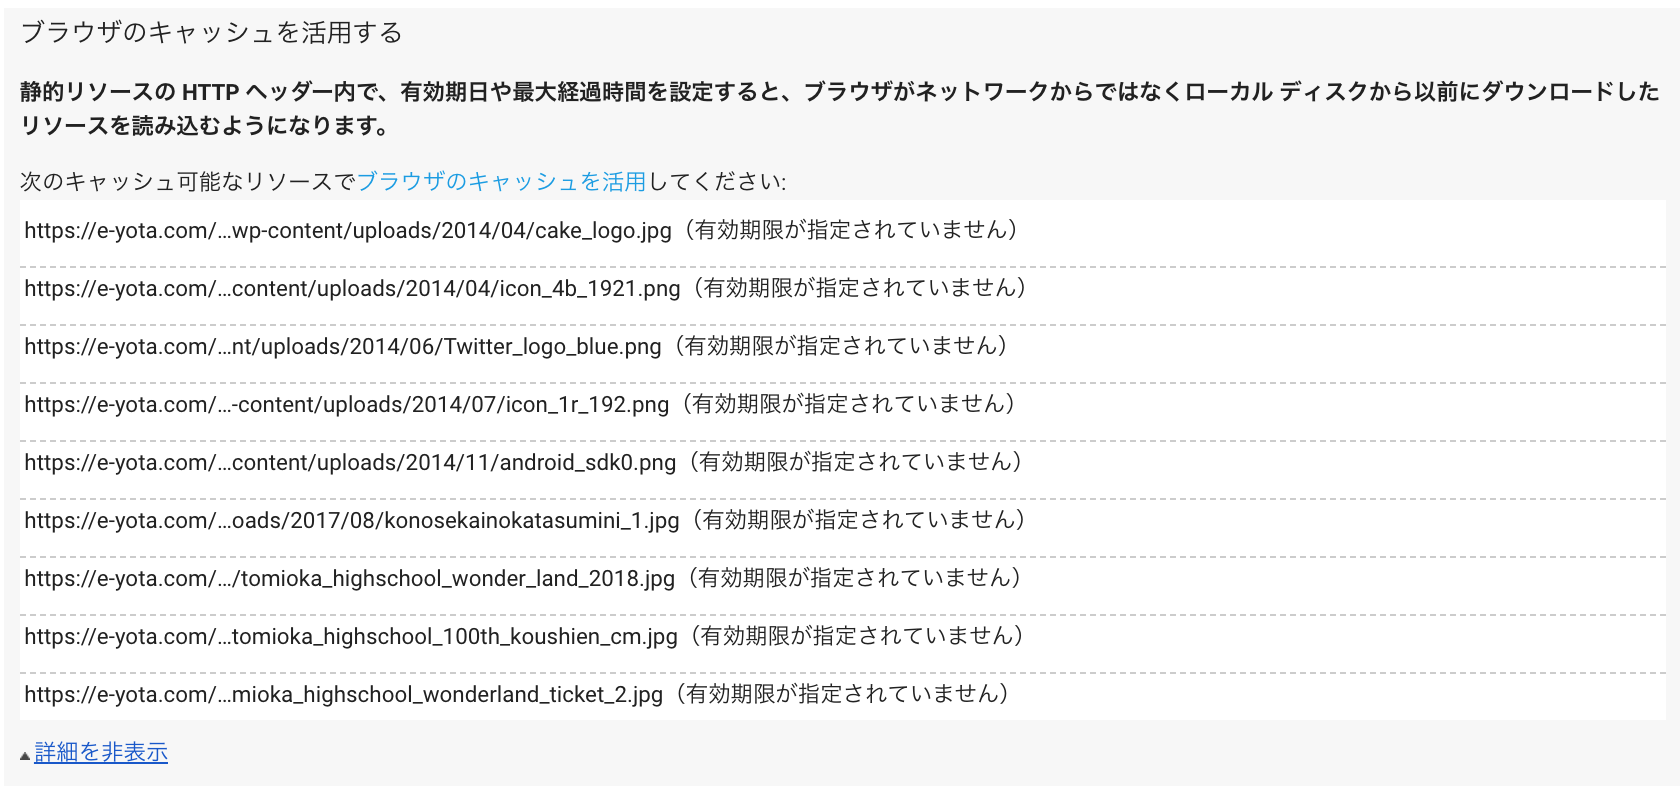 ブラウザのキャッシュを活用する
静的リソースの HTTP ヘッダー内で、有効期日や最大経過時間を設定すると、ブラウザがネットワークからではなくローカル ディスクから以前にダウンロードした
リソースを読み込むようになります。
次のキャッシュ可能なリソースでブラウザのキャッシュを活用してください:
https://e-yota.com/…wp-content/uploads/2014/04/cake_logo.jpg（有効期限が指定されていません）
https://e-yota.com/…content/uploads/2014/04/icon_4b_1921.png（有効期限が指定されていません）
https://e-yota.com/…nt/uploads/2014/06/Twitter_logo_blue.png（有効期限が指定されていません）
https://e-yota.com/…-content/uploads/2014/07/icon_1r_192.png（有効期限が指定されていません）
https://e-yota.com/…content/uploads/2014/11/android_sdk0.png（有効期限が指定されていません）
https://e-yota.com/…oads/2017/08/konosekainokatasumini_1.jpg（有効期限が指定されていません）
https://e-yota.com/…/tomioka_highschool_wonder_land_2018.jpg（有効期限が指定されていません）
https://e-yota.com/…tomioka_highschool_100th_koushien_cm.jpg（有効期限が指定されていません）
https://e-yota.com/…mioka_highschool_wonderland_ticket_2.jpg（有効期限が指定されていません）
▲詳細を非表示